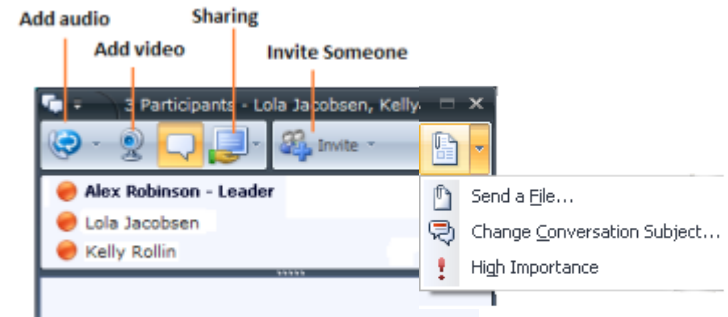 Add audio
Sharing
Add video
Invite Someone
3 Participants - Lola Jacobsen, Kelly
Invite
Alex Robinson - Leader
Lola Jacobsen
Kelly Rollin
Send a File...
Change Conversation Subject...
High Importance